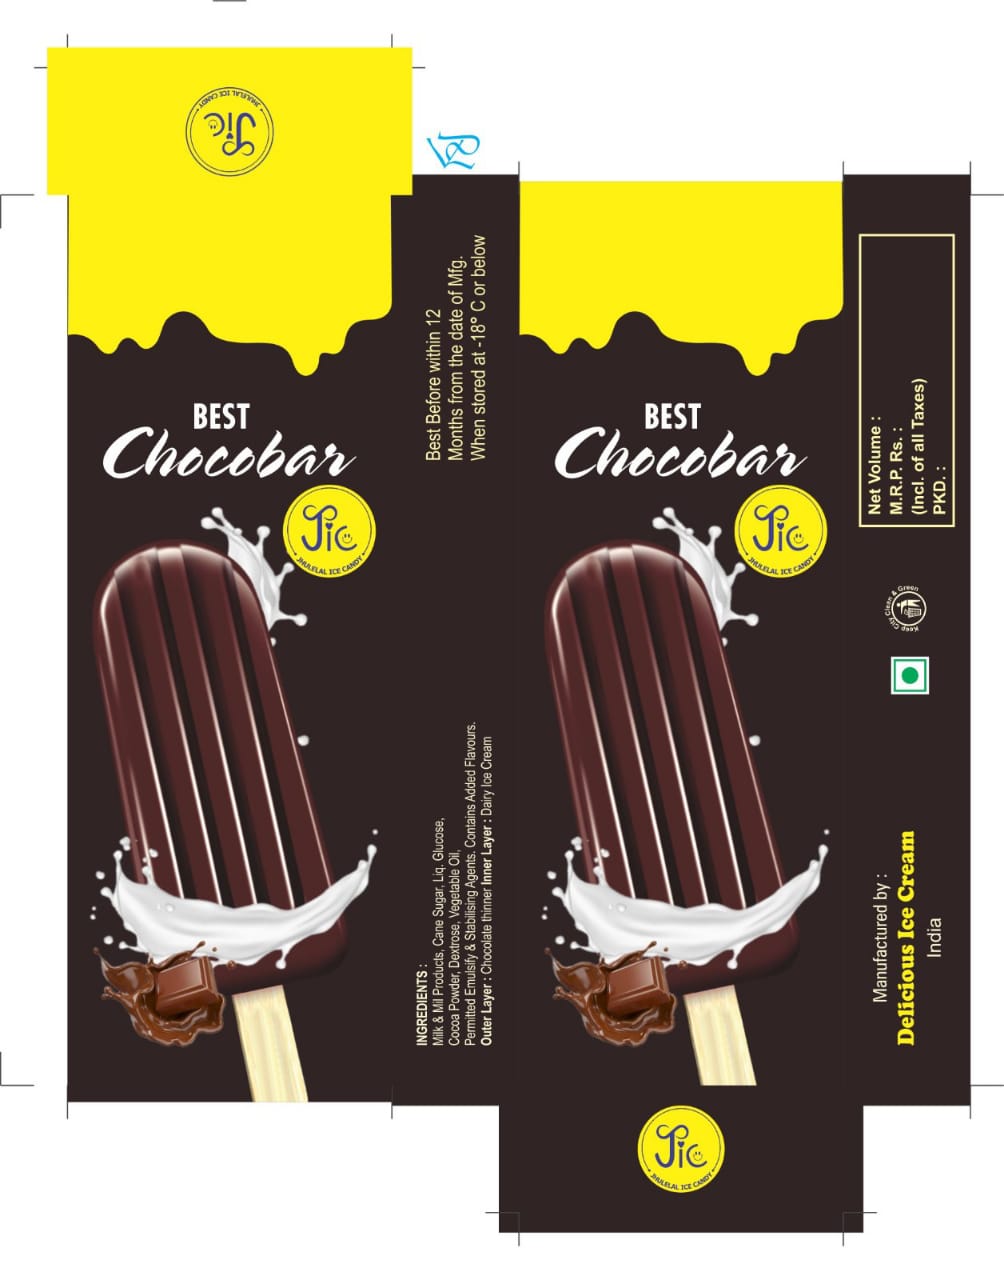 JiC
JHULELAL ICE CANDY
BEST
Chocobar
JiC
JHULELAL ICE CANDY
Best Before within 12
Months from the date of Mfg.
When stored at -18° C or below
INGREDIENTS :
Milk & Mil Products, Cane Sugar, Liq. Glucose,
Cocoa Powder, Dextrose, Vegetable Oil,
Permitted Emulsify & Stabilising Agents. Contains Added Flavours.
Outer Layer : Chocolate thinner Inner Layer : Dairy Ice Cream
BEST
Chocobar
JiC
JHULELAL ICE CANDY
Net Volume :
M.R.P. Rs. :
(Incl. of all Taxes)
PKD. :
Keep City Clean & Green
Manufactured by :
Delicious Ice Cream
India
JiC
JHULELAL ICE CANDY